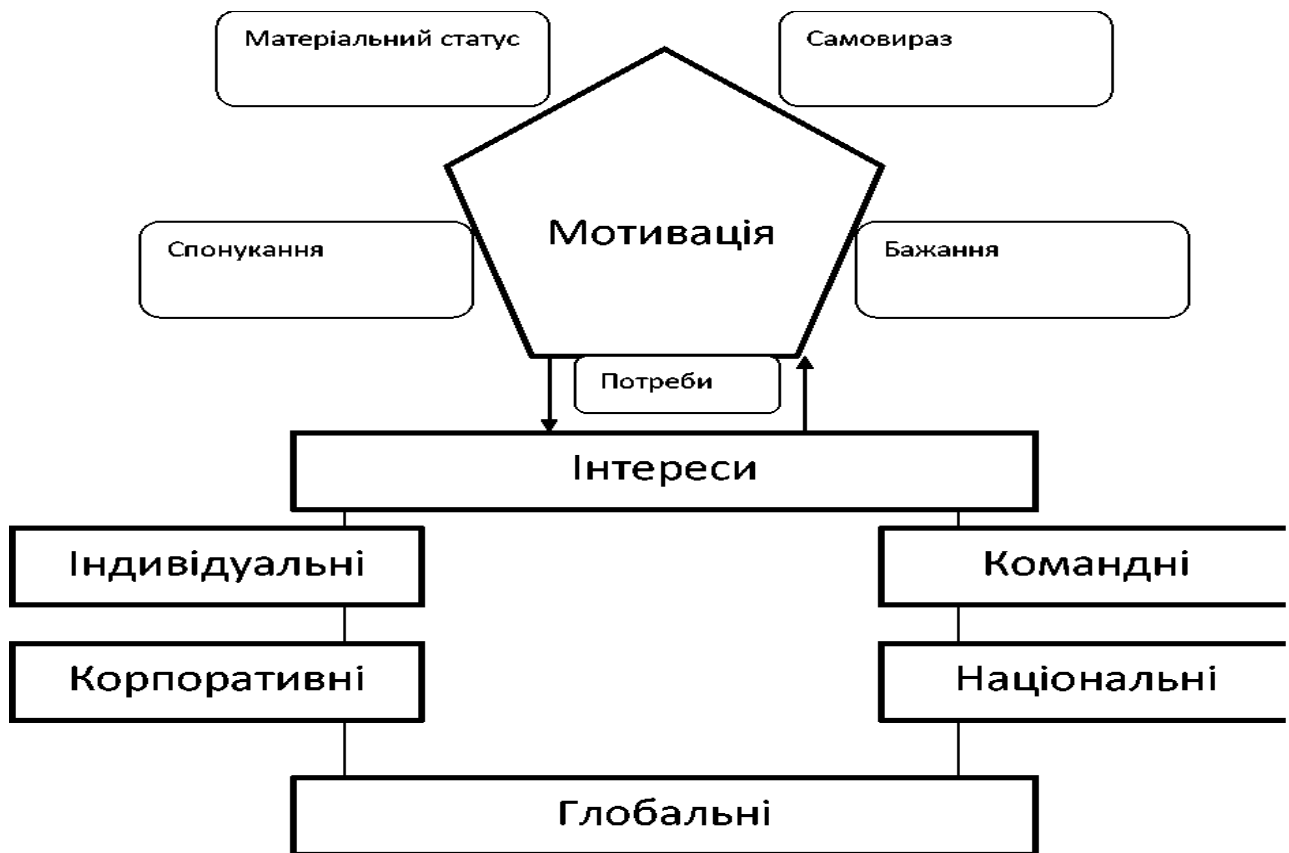 Матеріальний статус
Самовираз
Мотивація
Спонукання
Бажання
Потреби
Інтереси
Індивідуальні
Командні
Корпоративні
Національні
Глобальні